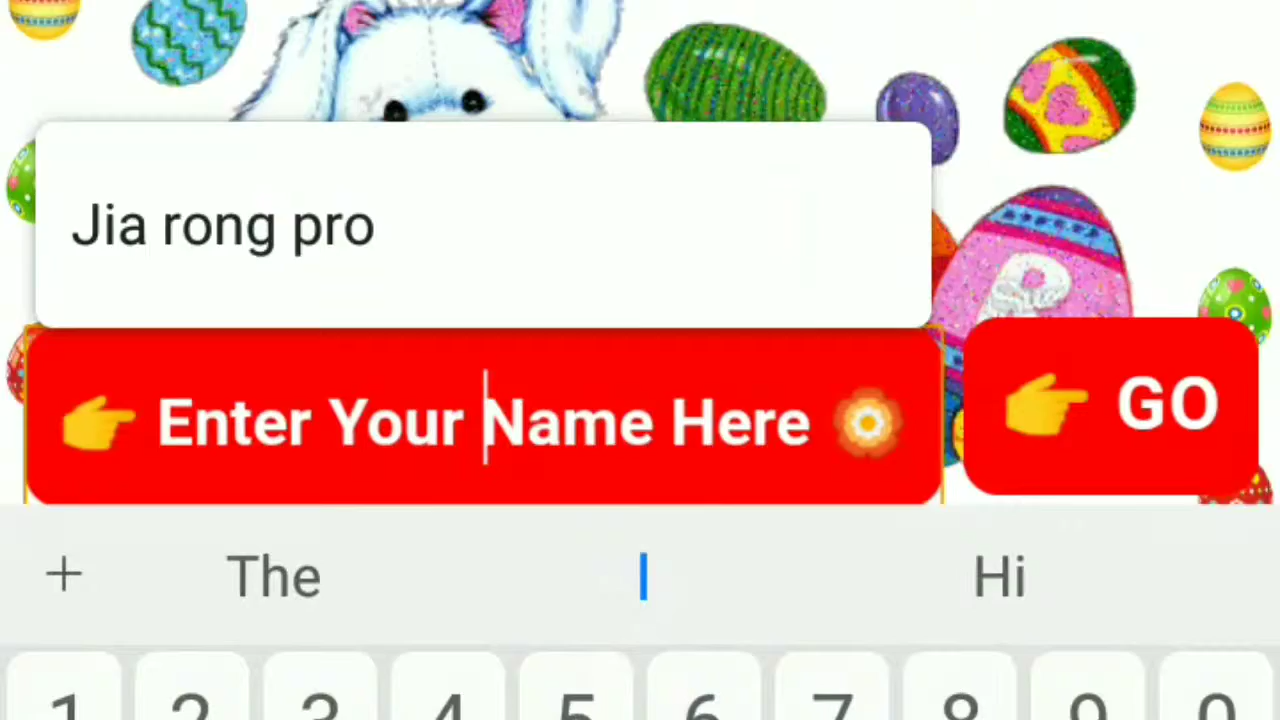 Jia rong pro
👉 Enter Your Name Here 🏵️
👉 GO
+ The I Hi
1 2 3 4 5 6 7 8 9 0